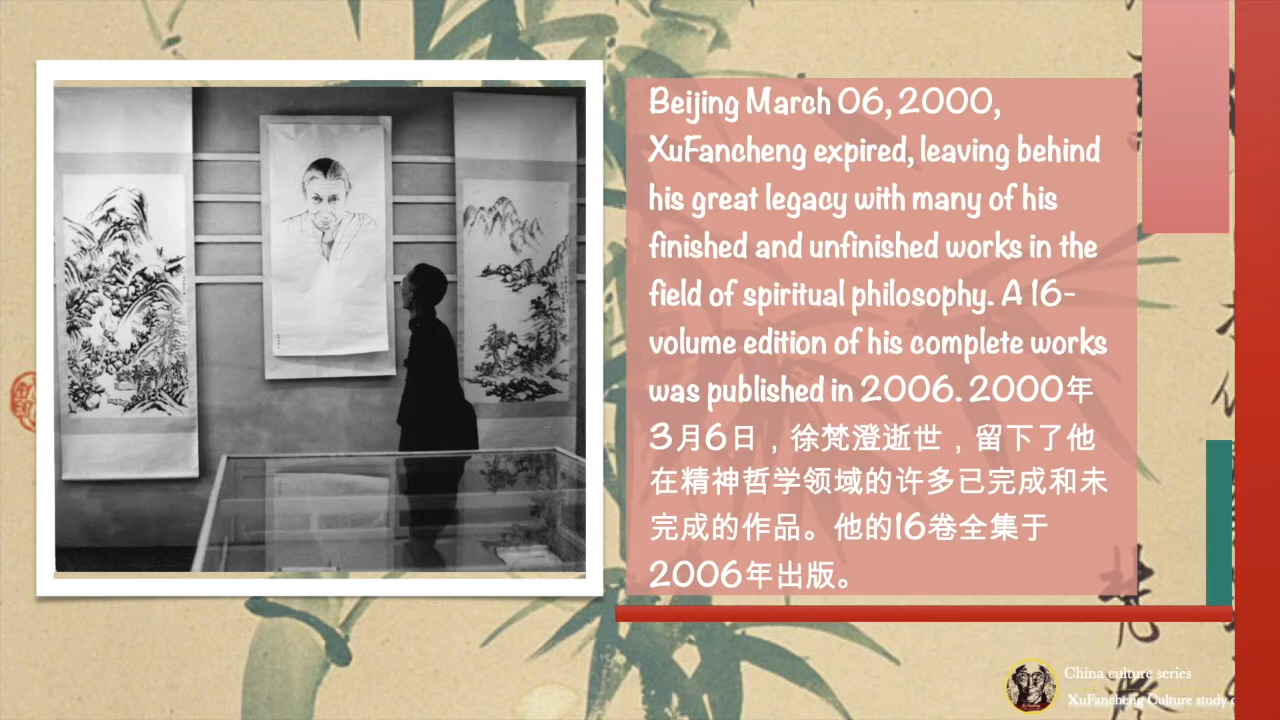 Beijing March 06, 2000,
XuFancheng expired, leaving behind
his great legacy with many of his
finished and unfinished works in the
field of spiritual philosophy. A 16-
volume edition of his complete works
was published in 2006. 2000年
3月6日，徐梵澄逝世，留下了他
在精神哲学领域的许多已完成和未
完成的作品。他的16卷全集于
2006年出版。
China culture series
XuFancheng Culture study